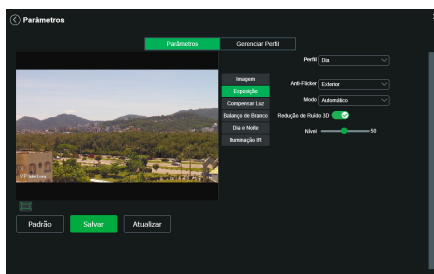 Parâmetros
Parâmetros
Gerenciar Perfil
Perfil
Dia
Imagem
Exposição
Anti-Flicker
Exterior
Compensar Luz
Modo
Automático
Balanço de Branco
Redução de Ruído 3D
Dia e Noite
Nível
50
Iluminação IR
Padrão
Salvar
Atualizar